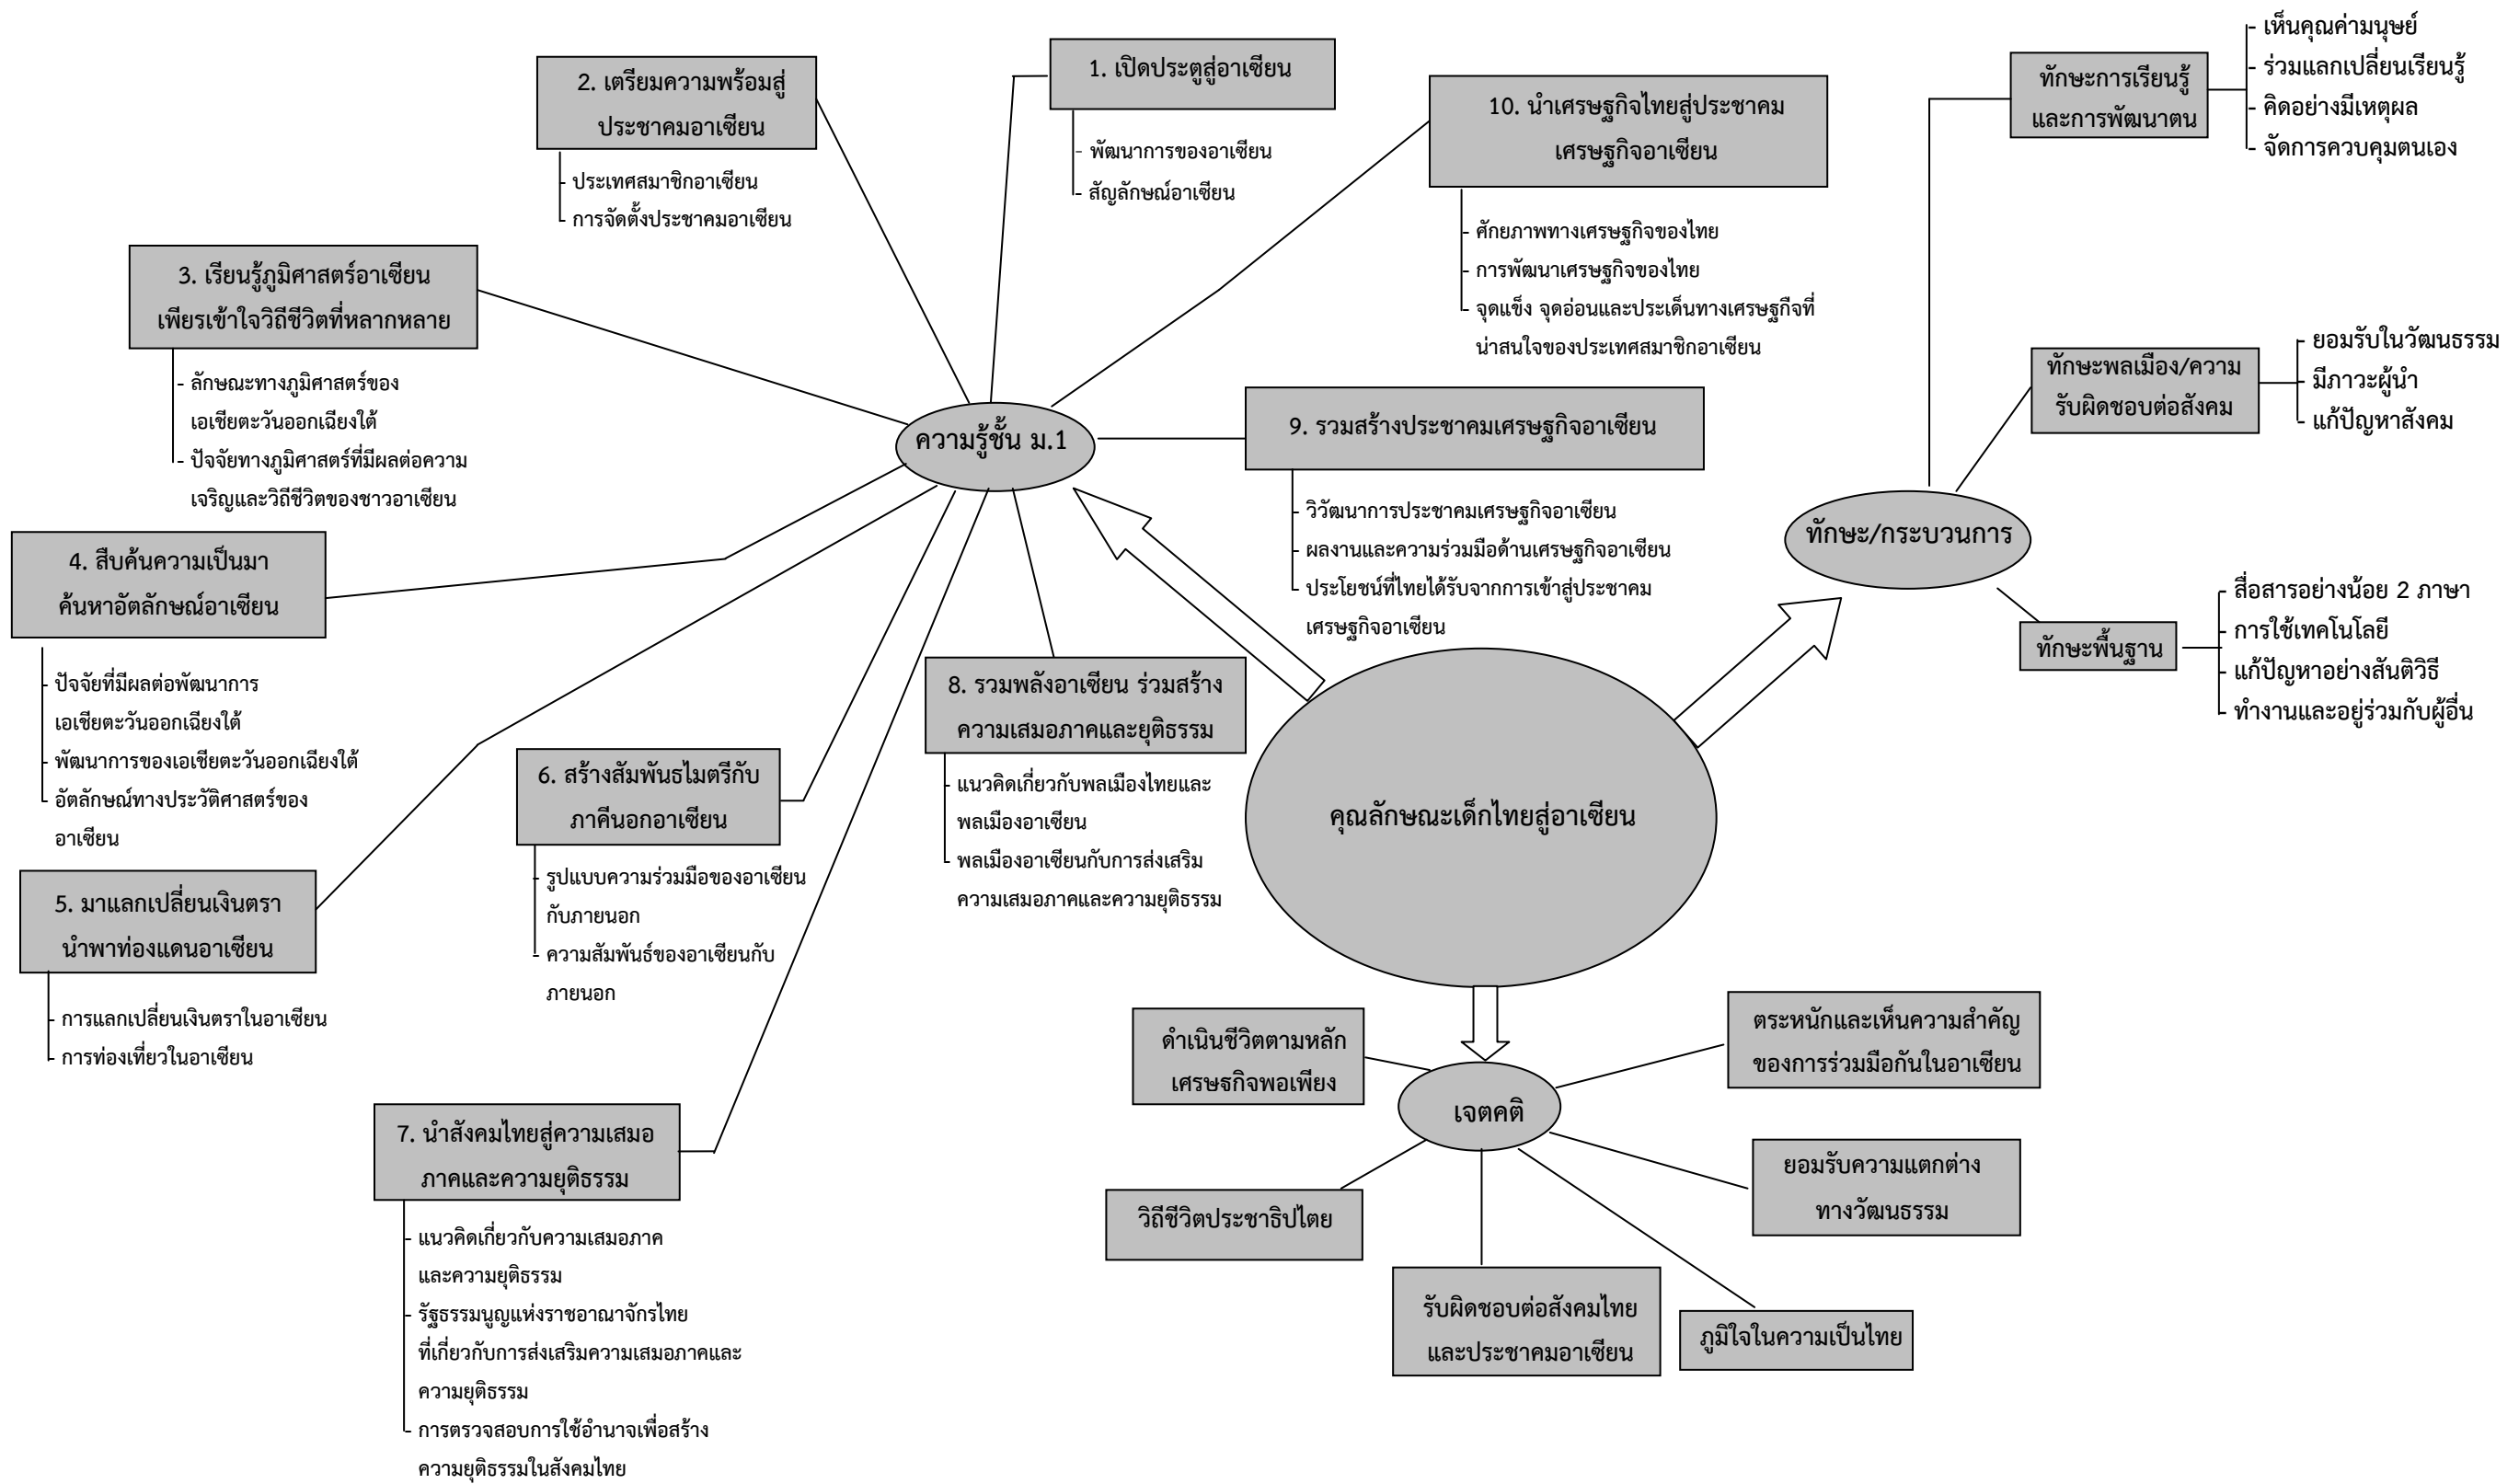 1. เปิดประตูสู่อาเซียน
- พัฒนาการของอาเซียน
- สัญลักษณ์อาเซียน
2. เตรียมความพร้อมสู่
ประชาคมอาเซียน
- ประเทศสมาชิกอาเซียน
- การจัดตั้งประชาคมอาเซียน
3. เรียนรู้ภูมิศาสตร์อาเซียน
เพียรเข้าใจวิถีชีวิตที่หลากหลาย
- ลักษณะทางภูมิศาสตร์ของ
เอเชียตะวันออกเฉียงใต้
- ปัจจัยทางภูมิศาสตร์ที่มีผลต่อความ
เจริญและวิถีชีวิตของชาวอาเซียน
4. สืบค้นความเป็นมา
ค้นหาอัตลักษณ์อาเซียน
- ปัจจัยที่มีผลต่อพัฒนาการ
เอเชียตะวันออกเฉียงใต้
- พัฒนาการของเอเชียตะวันออกเฉียงใต้
- อัตลักษณ์ทางประวัติศาสตร์ของ
อาเซียน
5. มาแลกเปลี่ยนเงินตรา
นำพาท่องแดนอาเซียน
- การแลกเปลี่ยนเงินตราในอาเซียน
- การท่องเที่ยวในอาเซียน
6. สร้างสัมพันธไมตรีกับ
ภาคีนอกอาเซียน
- รูปแบบความร่วมมือของอาเซียน
กับภายนอก
- ความสัมพันธ์ของอาเซียนกับ
ภายนอก
7. นำสังคมไทยสู่ความเสมอ
ภาคและความยุติธรรม
- แนวคิดเกี่ยวกับความเสมอภาค
และความยุติธรรม
- รัฐธรรมนูญแห่งราชอาณาจักรไทย
ที่เกี่ยวกับการส่งเสริมความเสมอภาคและ
ความยุติธรรม
- การตรวจสอบการใช้อำนาจเพื่อสร้าง
ความยุติธรรมในสังคมไทย
8. รวมพลังอาเซียน ร่วมสร้าง
ความเสมอภาคและยุติธรรม
- แนวคิดเกี่ยวกับพลเมืองไทยและ
พลเมืองอาเซียน
- พลเมืองอาเซียนกับการส่งเสริม
ความเสมอภาคและความยุติธรรม
9. รวมสร้างประชาคมเศรษฐกิจอาเซียน
- วิวัฒนาการประชาคมเศรษฐกิจอาเซียน
- ผลงานและความร่วมมือด้านเศรษฐกิจอาเซียน
- ประโยชน์ที่ไทยได้รับจากการเข้าสู่ประชาคม
เศรษฐกิจอาเซียน
10. นำเศรษฐกิจไทยสู่ประชาคม
เศรษฐกิจอาเซียน
- ศักยภาพทางเศรษฐกิจของไทย
- การพัฒนาเศรษฐกิจของไทย
- จุดแข็ง จุดอ่อนและประเด็นทางเศรษฐกืจที่
น่าสนใจของประเทศสมาชิกอาเซียน
ความรู้ชั้น ม.1
คุณลักษณะเด็กไทยสู่อาเซียน
ทักษะ/กระบวนการ
ทักษะการเรียนรู้
และการพัฒนาตน
- เห็นคุณค่ามนุษย์
- ร่วมแลกเปลี่ยนเรียนรู้
- คิดอย่างมีเหตุผล
- จัดการควบคุมตนเอง
ทักษะพลเมือง/ความ
รับผิดชอบต่อสังคม
- ยอมรับในวัฒนธรรม
- มีภาวะผู้นำ
- แก้ปัญหาสังคม
ทักษะพื้นฐาน
- สื่อสารอย่างน้อย 2 ภาษา
- การใช้เทคโนโลยี
- แก้ปัญหาอย่างสันติวิธี
- ทำงานและอยู่ร่วมกับผู้อื่น
เจตคติ
ดำเนินชีวิตตามหลัก
เศรษฐกิจพอเพียง
ตระหนักและเห็นความสำคัญ
ของการร่วมมือกันในอาเซียน
ยอมรับความแตกต่าง
ทางวัฒนธรรม
วิถีชีวิตประชาธิปไตย
รับผิดชอบต่อสังคมไทย
และประชาคมอาเซียน
ภูมิใจในความเป็นไทย